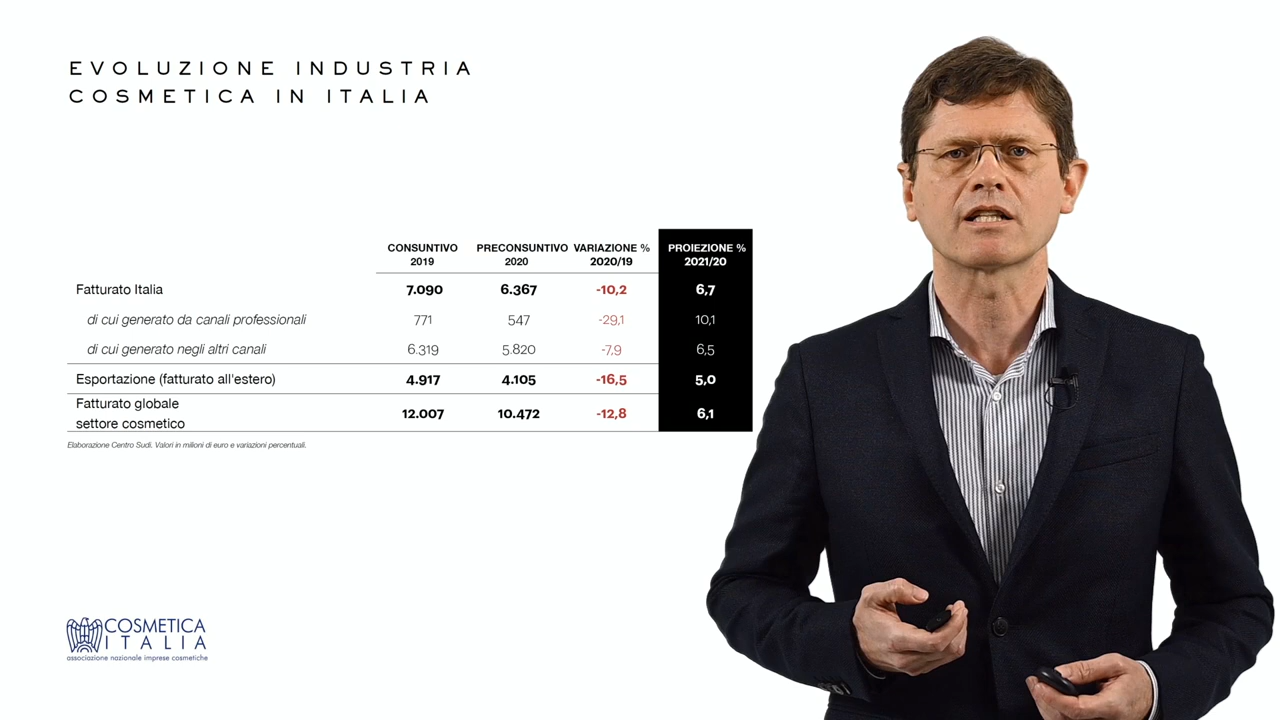 EVOLUZIONE INDUSTRIA
COSMETICA IN ITALIA
CONSUNTIVO 2019 PRECONSUNTIVO 2020 VARIAZIONE % 2020/19 PROIEZIONE % 2021/20
Fatturato Italia 7.090 6.367 -10,2 6,7
di cui generato da canali professionali 771 547 -29,1 10,1
di cui generato negli altri canali 6.319 5.820 -7,9 6,5
Esportazione (fatturato all'estero) 4.917 4.105 -16,5 5,0
Fatturato globale
settore cosmetico 12.007 10.472 -12,8 6,1
Elaborazione Centro Sudi. Valori in milioni di euro e variazioni percentuali.
COSMETICA
ITALIA
associazione nazionale imprese cosmetiche